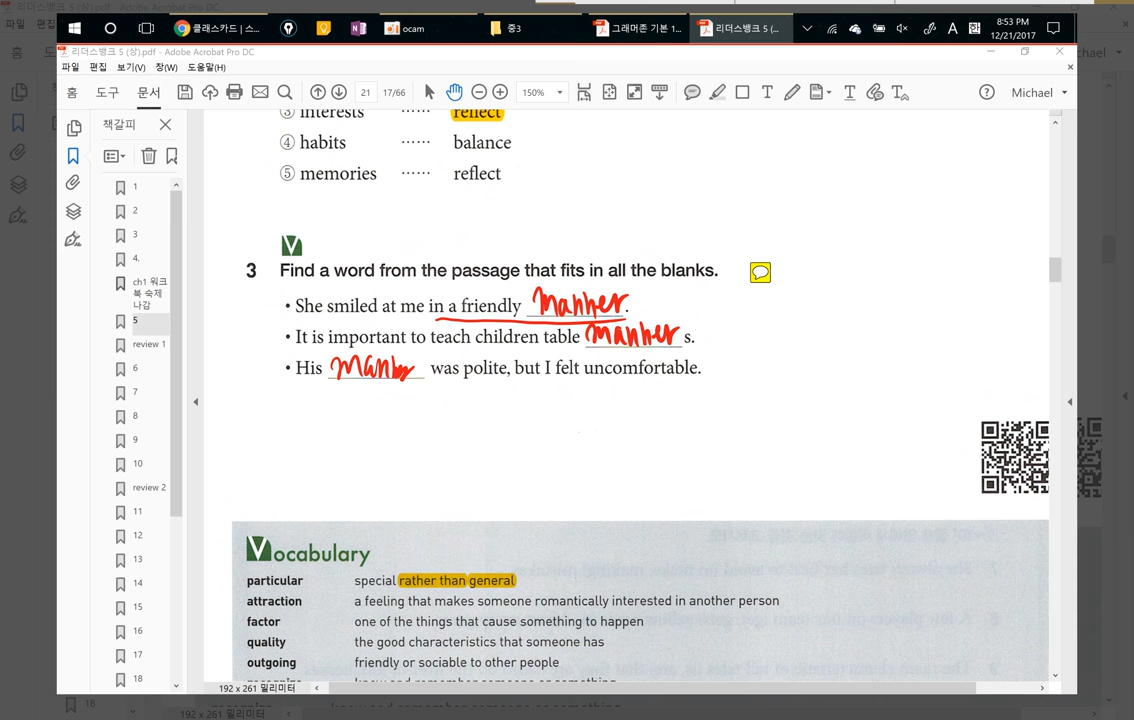 클래스카드 | ㅅ...
ocam
중3
그래머존 기본 1...
리더스뱅크 5 (...
A
한
8:53 PM
12/21/2017
리더스뱅크 5 (상).pdf - Adobe Acrobat Pro DC
파일 편집 보기(V) 창(W) 도움말(H)
홈 도구 문서
21 17/66
150%
Michael
책갈피
1
2
3
4.
ch1 워크북 숙제 나감
5
review 1
6
7
8
9
10
review 2
11
12
13
14
15
16
17
18
③ interests ...... reflect
④ habits ...... balance
⑤ memories ...... reflect
V
3 Find a word from the passage that fits in all the blanks.
• She smiled at me in a friendly manner.
• It is important to teach children table manner s.
• His manner was polite, but I felt uncomfortable.
Vocabulary
particular special rather than general
attraction a feeling that makes someone romantically interested in another person
factor one of the things that cause something to happen
quality the good characteristics that someone has
outgoing friendly or sociable to other people
192 x 261 밀리미터